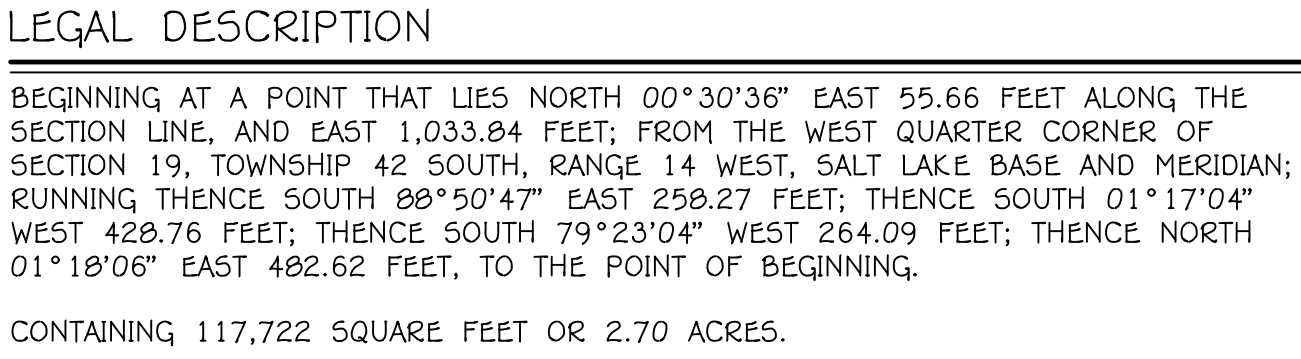 LEGAL DESCRIPTION
BEGINNING AT A POINT THAT LIES NORTH 00°30'36" EAST 55.66 FEET ALONG THE
SECTION LINE, AND EAST 1,033.84 FEET; FROM THE WEST QUARTER CORNER OF
SECTION 19, TOWNSHIP 42 SOUTH, RANGE 14 WEST, SALT LAKE BASE AND MERIDIAN;
RUNNING THENCE SOUTH 88°50'47" EAST 258.27 FEET; THENCE SOUTH 01°17'04"
WEST 428.76 FEET; THENCE SOUTH 79°23'04" WEST 264.09 FEET; THENCE NORTH
01°18'06" EAST 482.62 FEET, TO THE POINT OF BEGINNING.
CONTAINING 117,722 SQUARE FEET OR 2.70 ACRES.